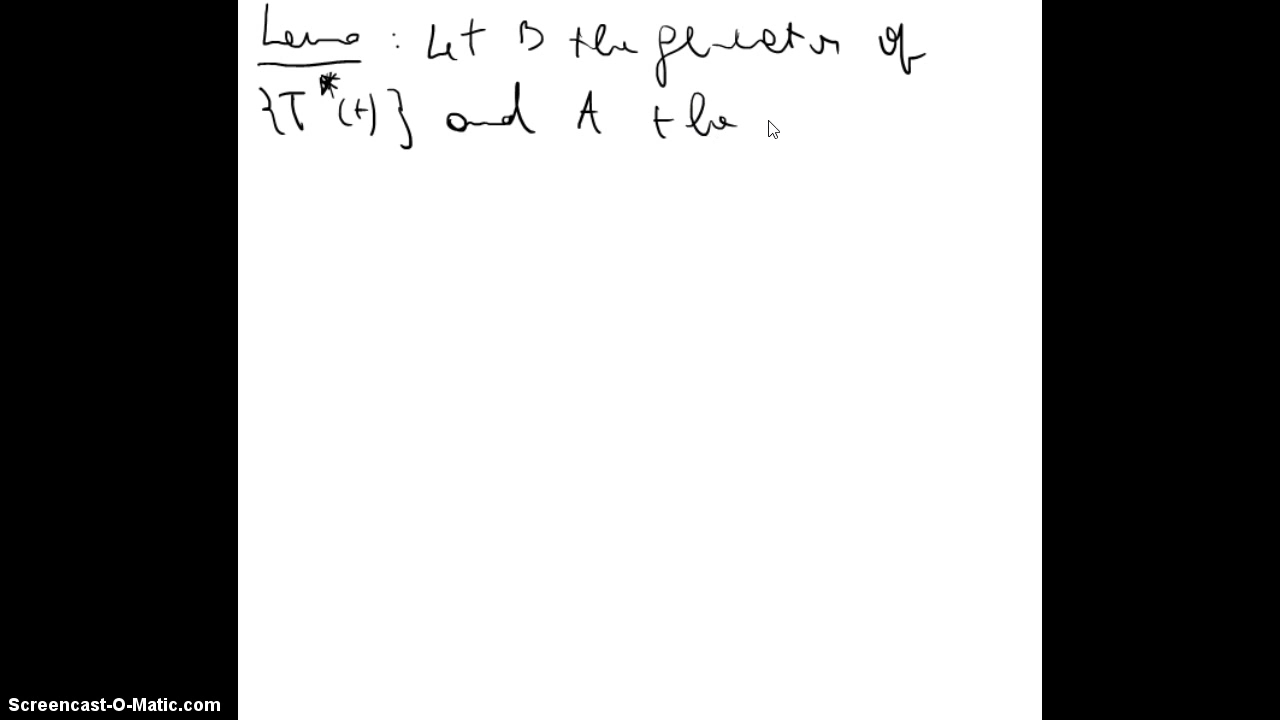 Lemma : Let B the generator of
{T*(t)} and A the
Screencast-O-Matic.com